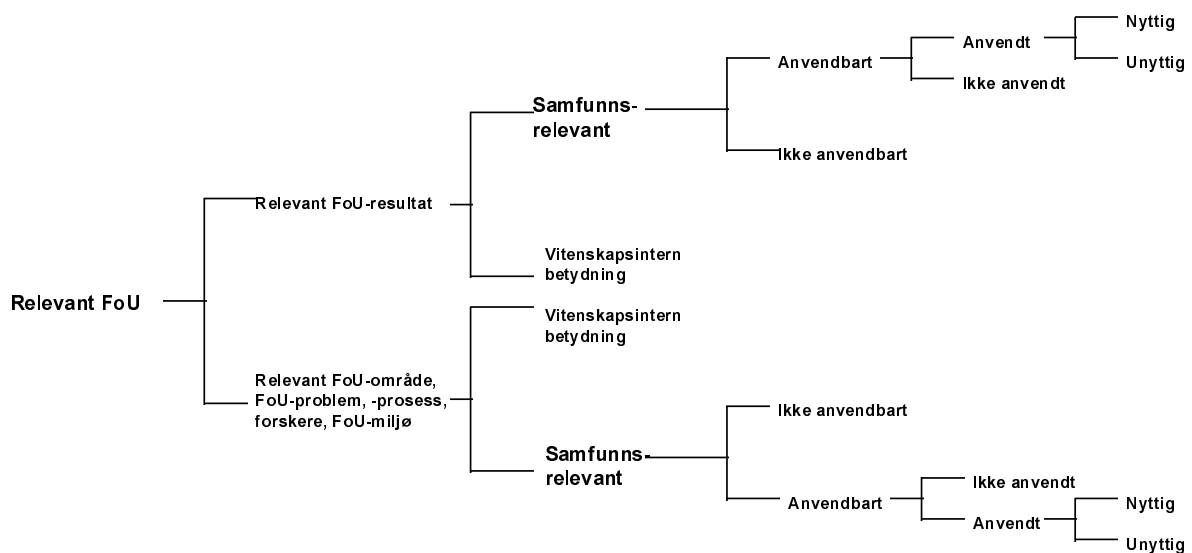 Nyttig
Anvendt
Unyttig
Anvendbart
Ikke anvendt
Samfunns-
relevant
Ikke anvendbart
Relevant FoU-resultat
Vitenskapsintern
betydning
Relevant FoU
Vitenskapsintern
betydning
Relevant FoU-område,
FoU-problem, -prosess,
forskere, FoU-miljø
Ikke anvendbart
Samfunns-
relevant
Ikke anvendt
Anvendbart
Nyttig
Anvendt
Unyttig